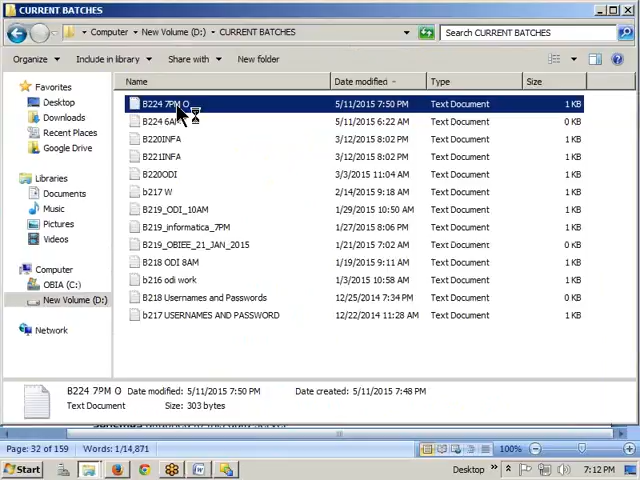 CURRENT BATCHES
Computer New Volume (D:) CURRENT BATCHES Search CURRENT BATCHES
Organize Include in library Share with New folder
Name Date modified Type Size
Favorites
Desktop
Downloads
Recent Places
Google Drive
Libraries
Documents
Music
Pictures
Videos
Computer
OBIA (C:)
New Volume (D:)
Network
B224 7PM O 5/11/2015 7:50 PM Text Document 1 KB
B224 6A 5/11/2015 6:22 AM Text Document 0 KB
B220INFA 3/12/2015 8:02 PM Text Document 1 KB
B221INFA 3/12/2015 8:02 PM Text Document 1 KB
B220ODI 3/3/2015 11:04 AM Text Document 1 KB
b217 W 2/14/2015 9:18 AM Text Document 1 KB
B219_ODI_10AM 1/29/2015 10:50 AM Text Document 1 KB
B219_informatica_7PM 1/27/2015 8:06 PM Text Document 1 KB
B219_OBIEE_21_JAN_2015 1/21/2015 7:02 AM Text Document 0 KB
B218 ODI 8AM 1/19/2015 9:11 AM Text Document 1 KB
b216 odi work 1/3/2015 10:58 AM Text Document 1 KB
B218 Usernames and Passwords 12/25/2014 7:34 PM Text Document 0 KB
b217 USERNAMES AND PASSWORD 12/22/2014 11:28 AM Text Document 1 KB
B224 7PM O Date modified: 5/11/2015 7:50 PM Date created: 5/11/2015 7:48 PM
Text Document Size: 303 bytes
Page: 32 of 159 Words: 1/14,871 100%
Start Desktop 7:12 PM